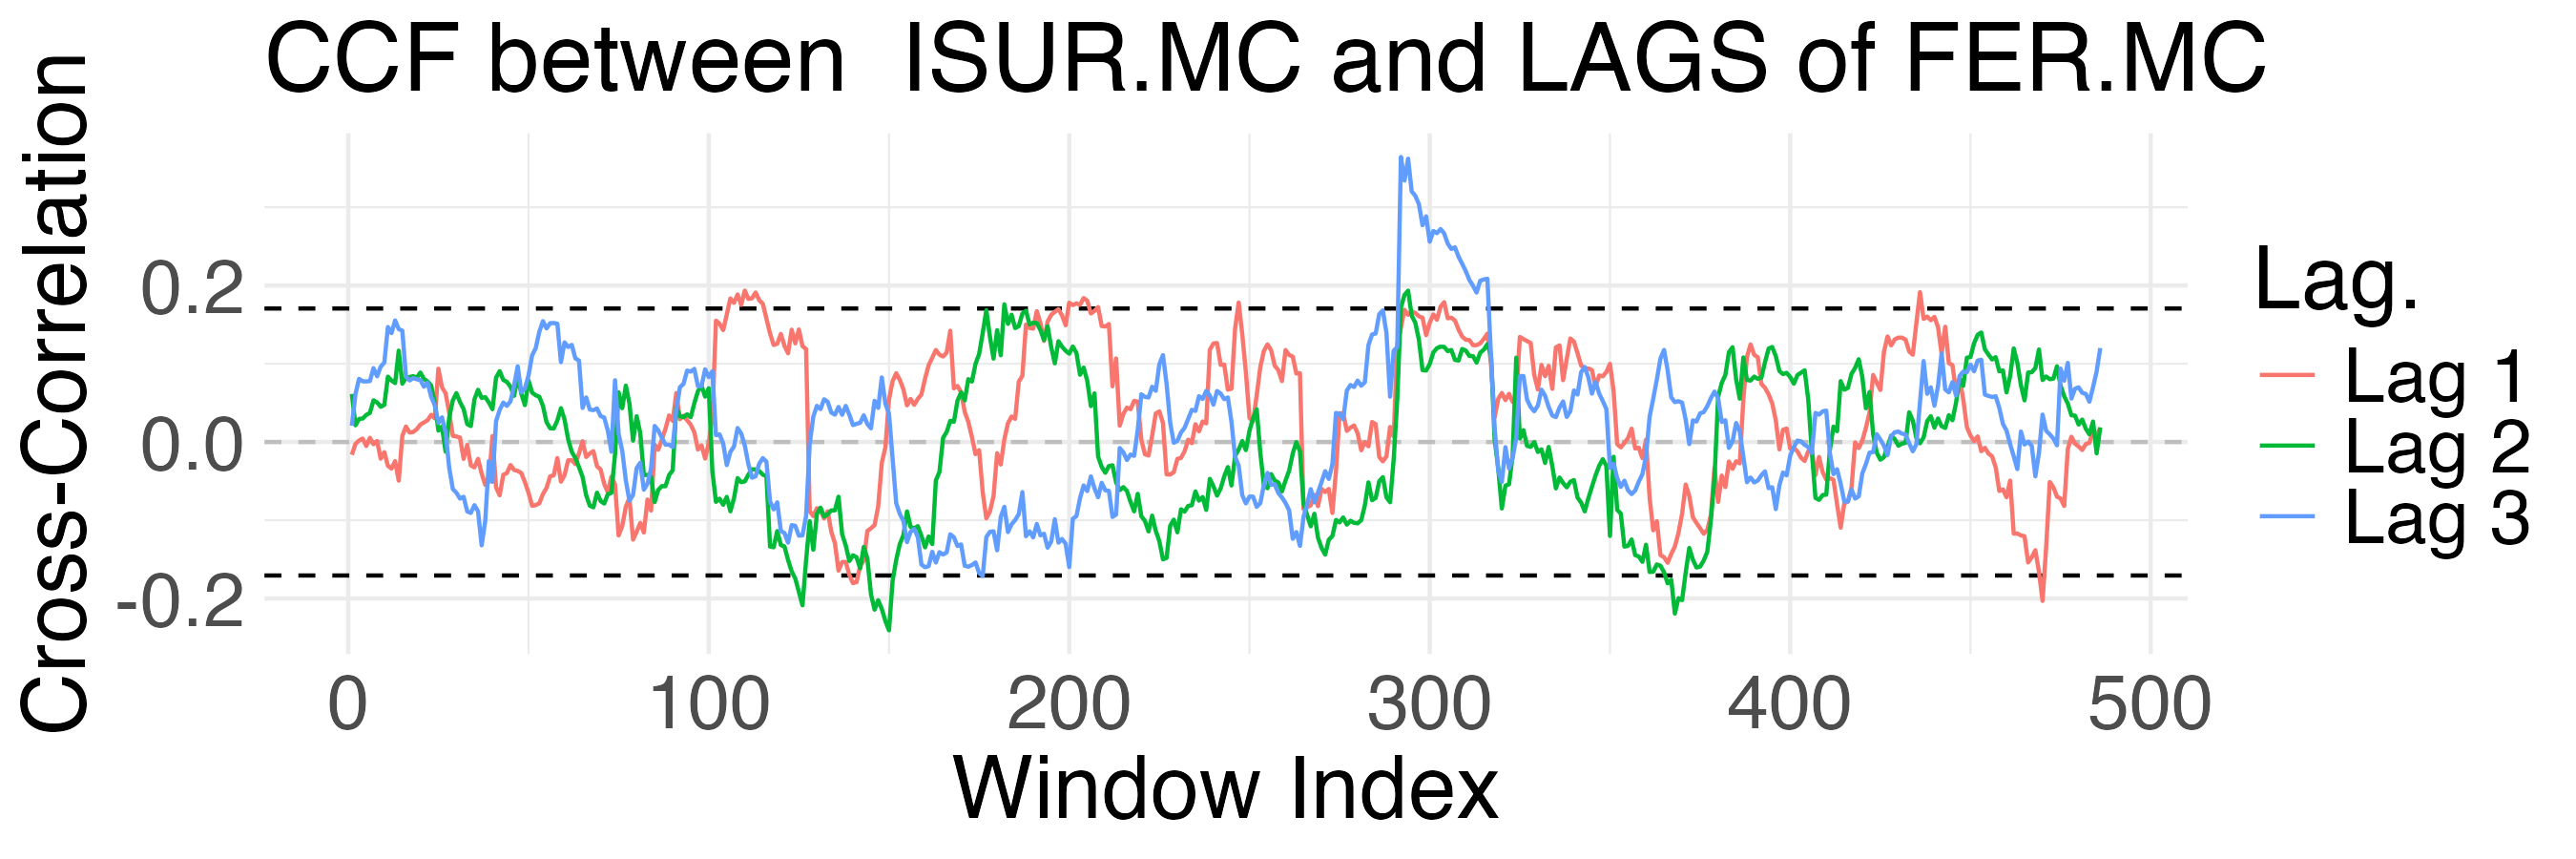 CCF between  ISUR.MC and LAGS of FER.MC
Cross-Correlation
0.2
0.0
-0.2
0 100 200 300 400 500
Window Index
Lag.
Lag 1
Lag 2
Lag 3